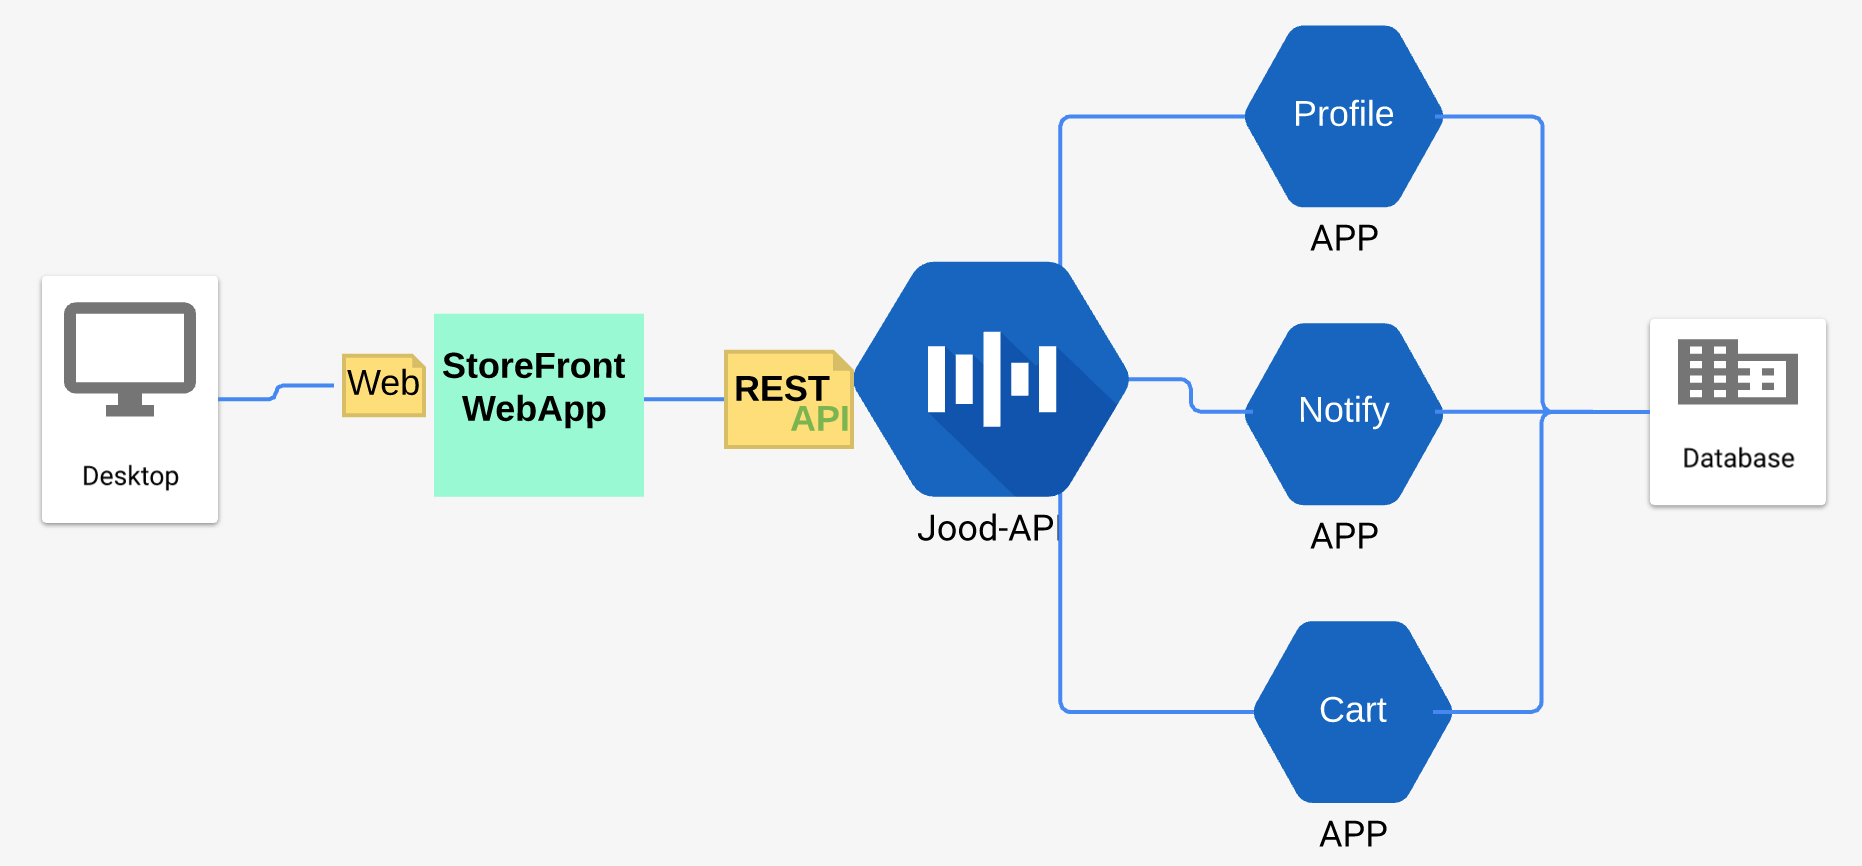 Profile
APP
Desktop
Web
StoreFront
WebApp
REST
API
Jood-API
Notify
APP
Database
Cart
APP